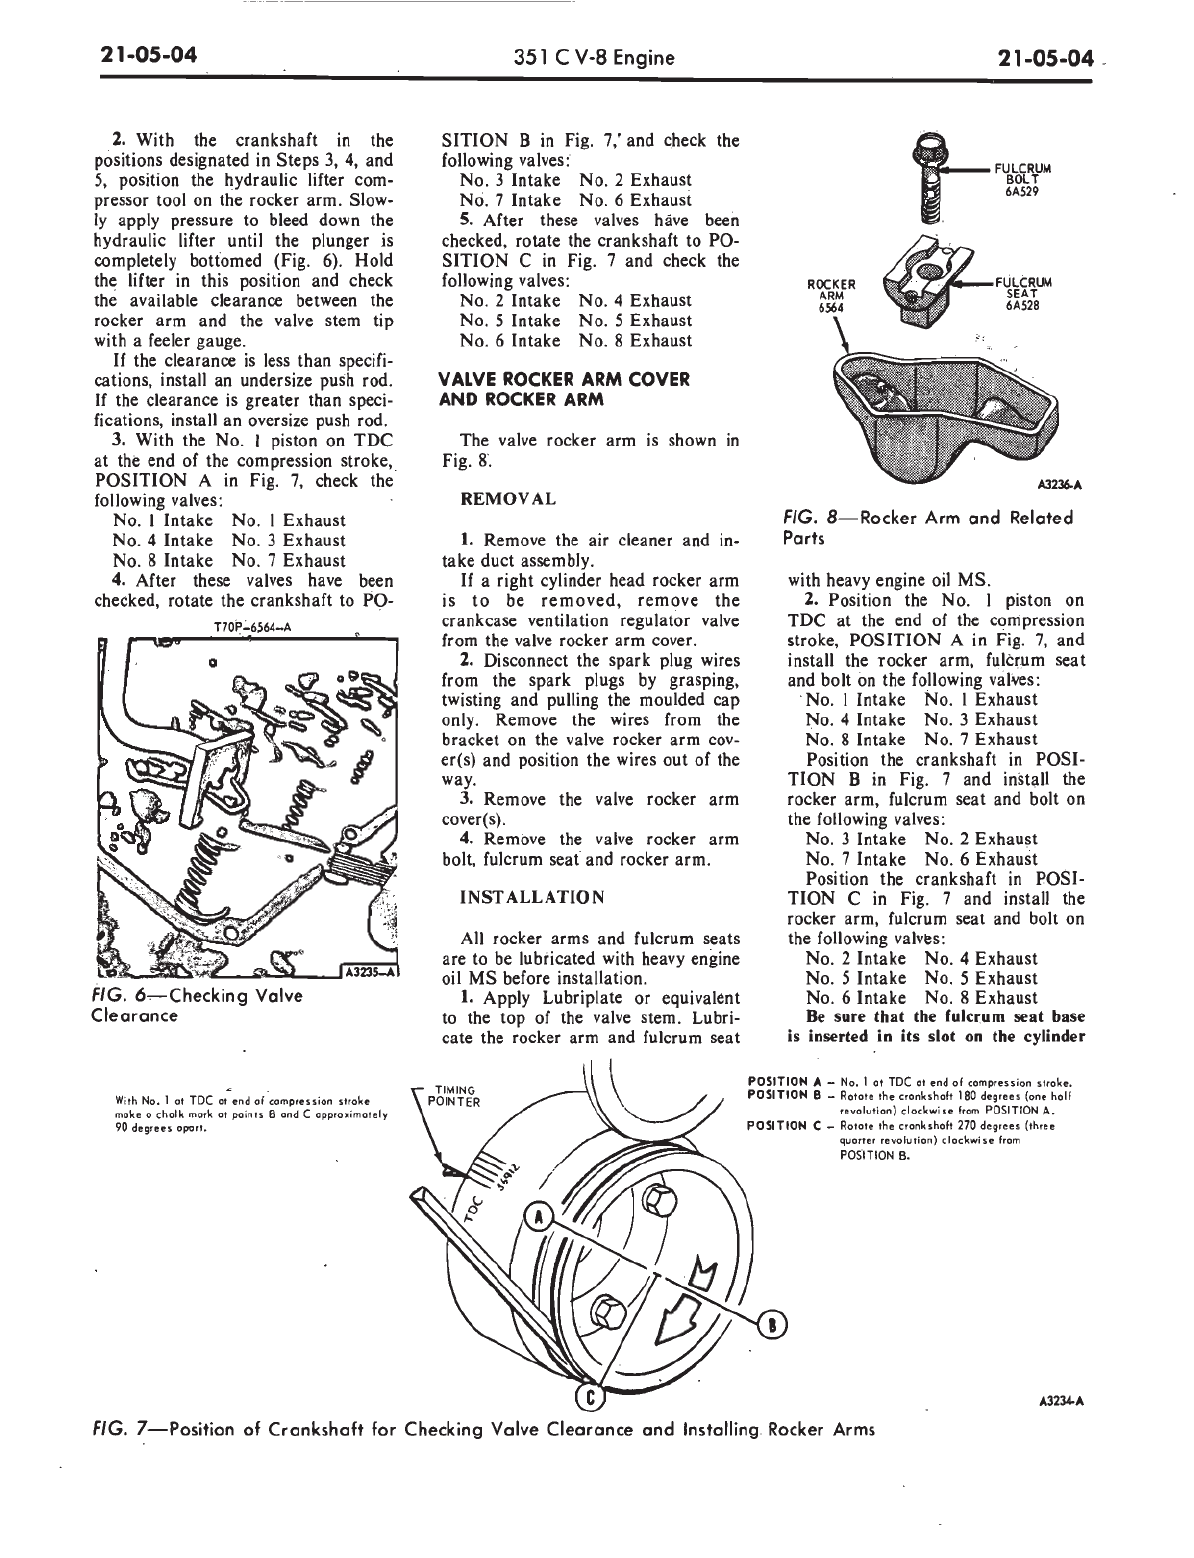 21-05-04
351 C V-8 Engine
21-05-04
2. With the crankshaft in the
positions designated in Steps 3, 4, and
5, position the hydraulic lifter com-
pressor tool on the rocker arm. Slow-
ly apply pressure to bleed down the
hydraulic lifter until the plunger is
completely bottomed (Fig. 6). Hold
the lifter in this position and check
the available clearance between the
rocker arm and the valve stem tip
with a feeler gauge.
If the clearance is less than specifi-
cations, install an undersize push rod.
If the clearance is greater than speci-
fications, install an oversize push rod.
3. With the No. 1 piston on TDC
at the end of the compression stroke,
POSITION A in Fig. 7, check the
following valves:
No. 1 Intake No. 1 Exhaust
No. 4 Intake No. 3 Exhaust
No. 8 Intake No. 7 Exhaust
4. After these valves have been
checked, rotate the crankshaft to PO-
T70P-6564-A
A3235-A
FIG. 6—Checking Valve
Clearance
SITION B in Fig. 7, and check the
following valves:
No. 3 Intake No. 2 Exhaust
No. 7 Intake No. 6 Exhaust
5. After these valves have been
checked, rotate the crankshaft to PO-
SITION C in Fig. 7 and check the
following valves:
No. 2 Intake No. 4 Exhaust
No. 5 Intake No. 5 Exhaust
No. 6 Intake No. 8 Exhaust
VALVE ROCKER ARM COVER
AND ROCKER ARM
The valve rocker arm is shown in
Fig. 8.
REMOVAL
1. Remove the air cleaner and in-
take duct assembly.
If a right cylinder head rocker arm
is to be removed, remove the
crankcase ventilation regulator valve
from the valve rocker arm cover.
2. Disconnect the spark plug wires
from the spark plugs by grasping,
twisting and pulling the moulded cap
only. Remove the wires from the
bracket on the valve rocker arm cov-
er(s) and position the wires out of the
way.
3. Remove the valve rocker arm
cover(s).
4. Remove the valve rocker arm
bolt, fulcrum seat and rocker arm.
INSTALLATION
All rocker arms and fulcrum seats
are to be lubricated with heavy engine
oil MS before installation.
1. Apply Lubriplate or equivalent
to the top of the valve stem. Lubri-
cate the rocker arm and fulcrum seat
FULCRUM
BOLT
6A529
ROCKER
ARM
6564
FULCRUM
SEAT
6A528
A3236-A
FIG. 8—Rocker Arm and Related
Parts
with heavy engine oil MS.
2. Position the No. 1 piston on
TDC at the end of the compression
stroke, POSITION A in Fig. 7, and
install the rocker arm, fulcrum seat
and bolt on the following valves:
No. 1 Intake No. 1 Exhaust
No. 4 Intake No. 3 Exhaust
No. 8 Intake No. 7 Exhaust
Position the crankshaft in POSI-
TION B in Fig. 7 and install the
rocker arm, fulcrum seat and bolt on
the following valves:
No. 3 Intake No. 2 Exhaust
No. 7 Intake No. 6 Exhaust
Position the crankshaft in POSI-
TION C in Fig. 7 and install the
rocker arm, fulcrum seat and bolt on
the following valves:
No. 2 Intake No. 4 Exhaust
No. 5 Intake No. 5 Exhaust
No. 6 Intake No. 8 Exhaust
Be sure that the fulcrum seat base
is inserted in its slot on the cylinder
With No. 1 at TDC at end of compression stroke
make a chalk mark at points B and C approximately
90 degrees apart.
TIMING
POINTER
TDC
36912
A
B
C
POSITION A – No. 1 at TDC at end of compression stroke.
POSITION B – Rotate the crankshaft 180 degrees (one half
revolution) clockwise from POSITION A.
POSITION C – Rotate the crankshaft 270 degrees (three
quarter revolution) clockwise from
POSITION B.
A3234-A
FIG. 7—Position of Crankshaft for Checking Valve Clearance and Installing Rocker Arms